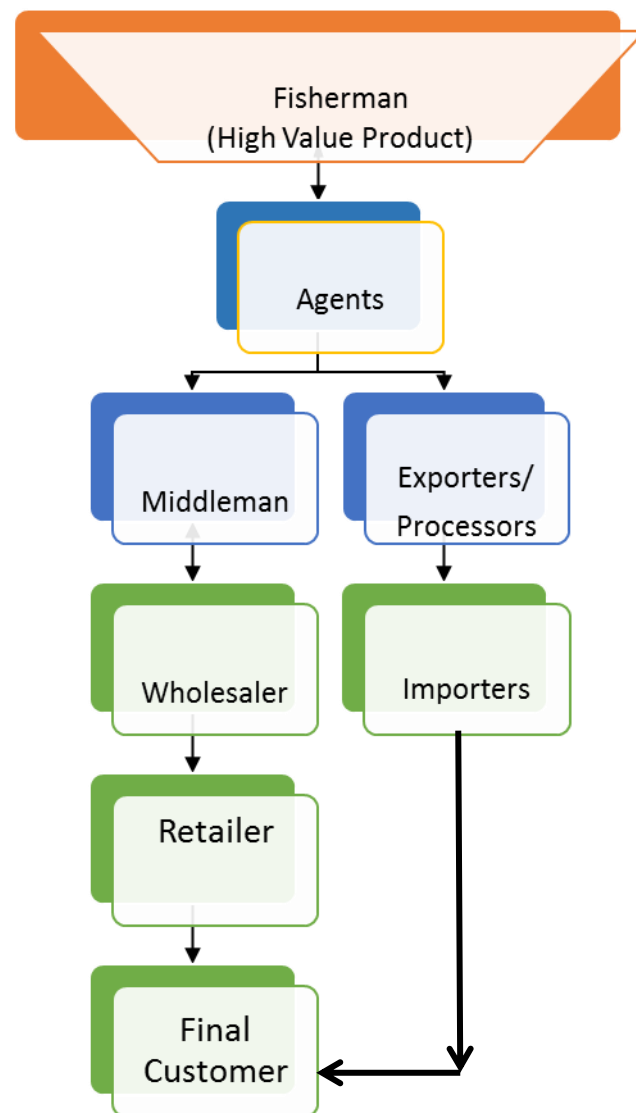 Fisherman
(High Value Product)
Agents
Middleman
Exporters/
Processors
Wholesaler
Importers
Retailer
Final
Customer